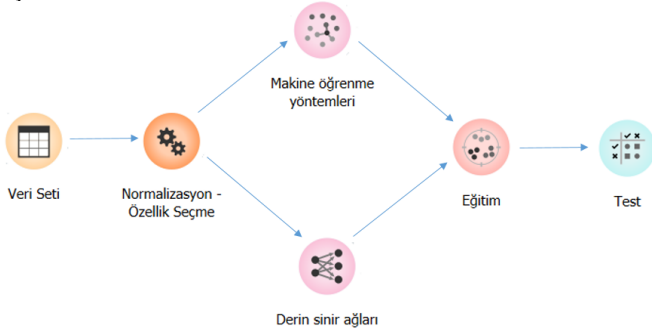 Makine öğrenme
yöntemleri
Veri Seti
Normalizasyon -
Özellik Seçme
Eğitim
Test
Derin sinir ağları